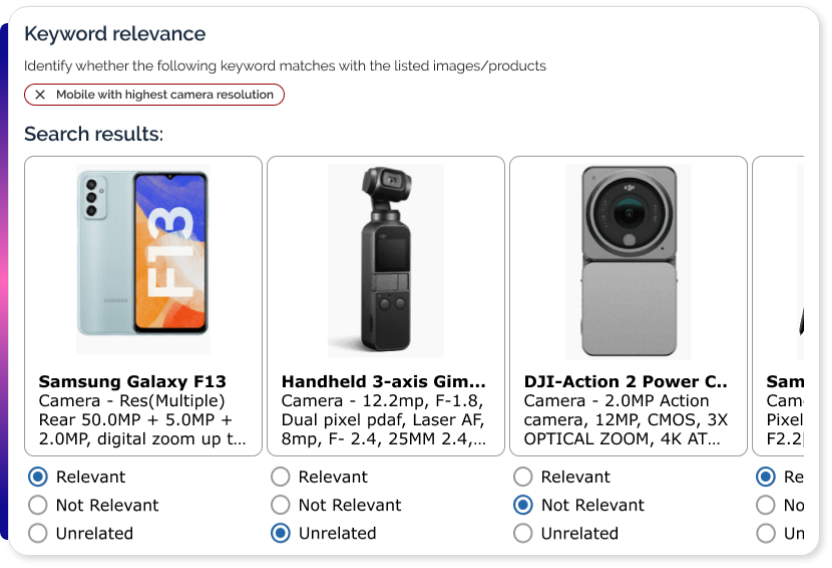 Keyword relevance
Identify whether the following keyword matches with the listed images/products
Mobile with highest camera resolution
Search results:
F13
SAMSUNG
dji
Samsung Galaxy F13
Camera - Res(Multiple)
Rear 50.0MP + 5.0MP +
2.0MP, digital zoom up t...
Relevant
Not Relevant
Unrelated
Handheld 3-axis Gim...
Camera - 12.2mp, F-1.8,
Dual pixel pdaf, Laser AF,
8mp, F- 2.4, 25MM 2.4,...
Relevant
Not Relevant
Unrelated
DJI-Action 2 Power C..
Camera - 2.0MP Action
camera, 12MP, CMOS, 3X
OPTICAL ZOOM, 4K AT...
Relevant
Not Relevant
Unrelated
Sam
Cam
Pixel
F2.2
Re
No
Un